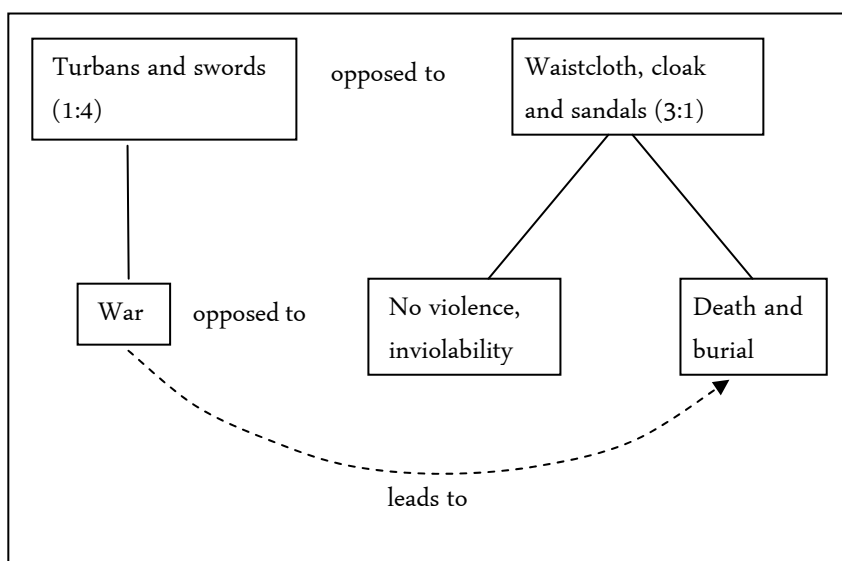 Turbans and swords
(1:4)
opposed to
Waistcloth, cloak
and sandals (3:1)
War
opposed to
No violence,
inviolability
Death and
burial
leads to